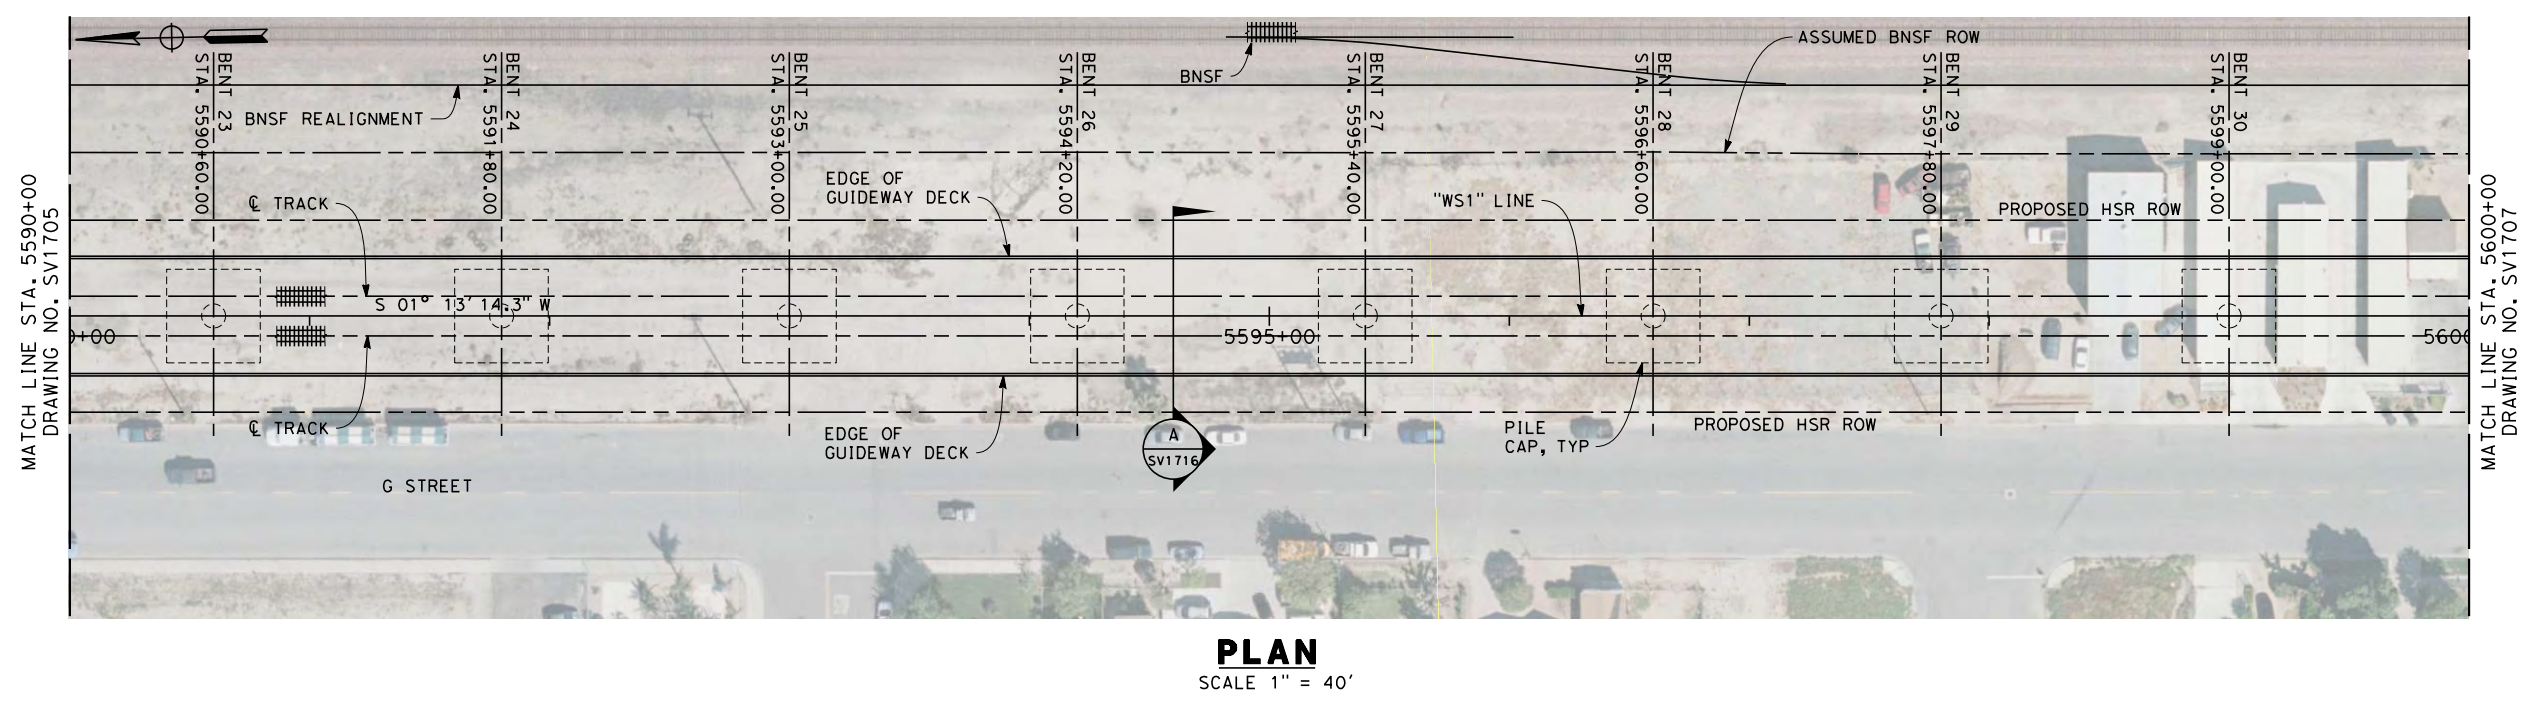 MATCH LINE STA. 5590+00
DRAWING NO. SV1705
BENT 23
STA. 5590+60.00
BENT 24
STA. 5591+80.00
BENT 25
STA. 5593+00.00
BENT 26
STA. 5594+20.00
BENT 27
STA. 5595+40.00
BENT 28
STA. 5596+60.00
BENT 29
STA. 5597+80.00
BENT 30
STA. 5599+00.00
ASSUMED BNSF ROW
BNSF
BNSF REALIGNMENT
EDGE OF
GUIDEWAY DECK
℄ TRACK
"WS1" LINE
PROPOSED HSR ROW
S 01° 13' 14.3" W
0+00
5595+00
5600
℄ TRACK
EDGE OF
GUIDEWAY DECK
A
SV1716
PILE
CAP, TYP
PROPOSED HSR ROW
G STREET
MATCH LINE STA. 5600+00
DRAWING NO. SV1707
PLAN
SCALE 1" = 40'